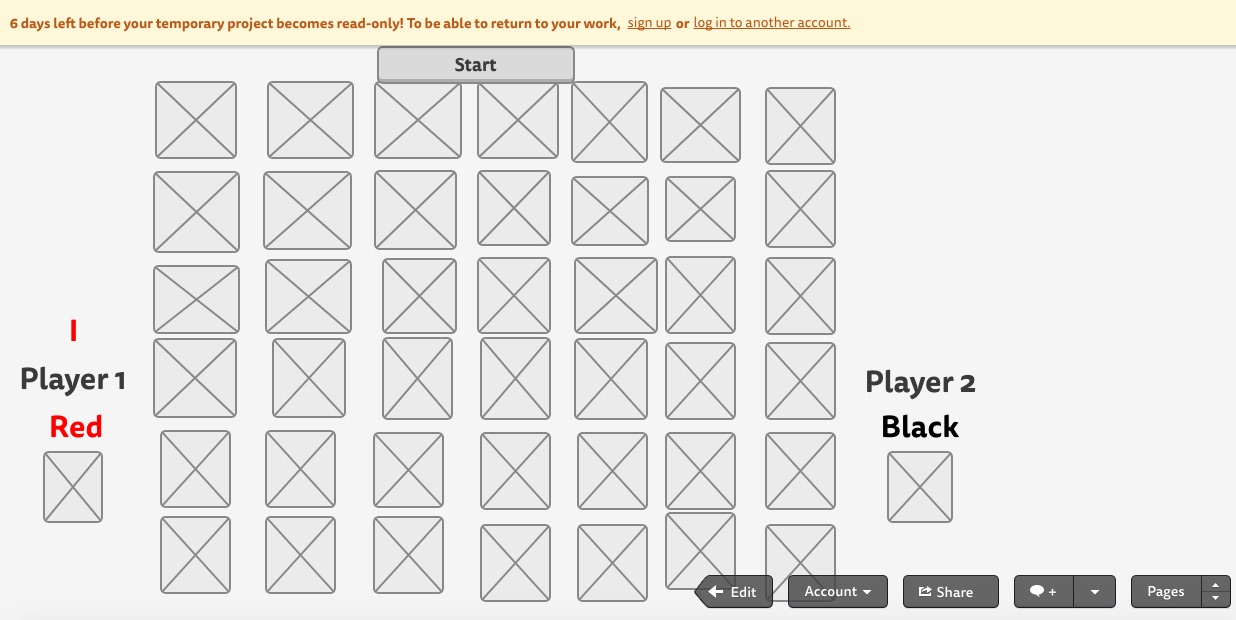 6 days left before your temporary project becomes read-only! To be able to return to your work, sign up or log in to another account.
Start
I
Player 1
Red
Player 2
Black
Edit
Account
Share
+
Pages